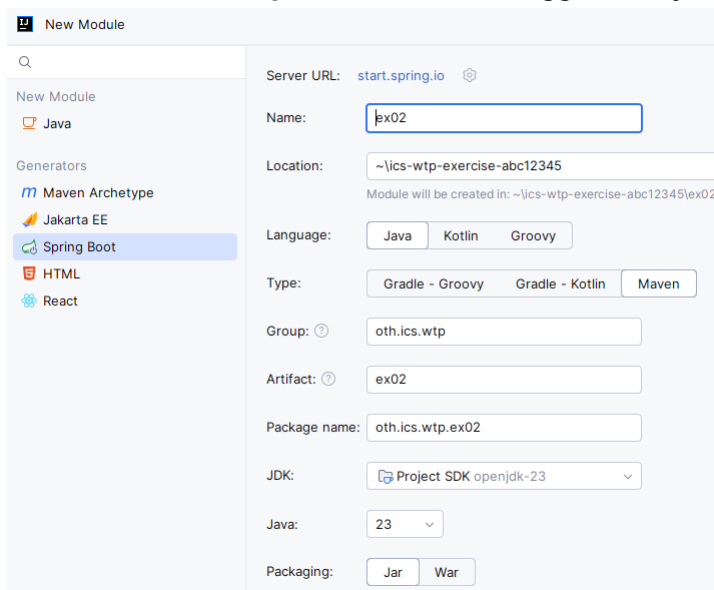 New Module
New Module
Java
Generators
Maven Archetype
Jakarta EE
Spring Boot
HTML
React
Server URL: start.spring.io
Name: ex02
Location: ~\ics-wtp-exercise-abc12345
Module will be created in: ~\ics-wtp-exercise-abc12345\ex02
Language: Java Kotlin Groovy
Type: Gradle - Groovy Gradle - Kotlin Maven
Group: oth.ics.wtp
Artifact: ex02
Package name: oth.ics.wtp.ex02
JDK: Project SDK openjdk-23
Java: 23
Packaging: Jar War